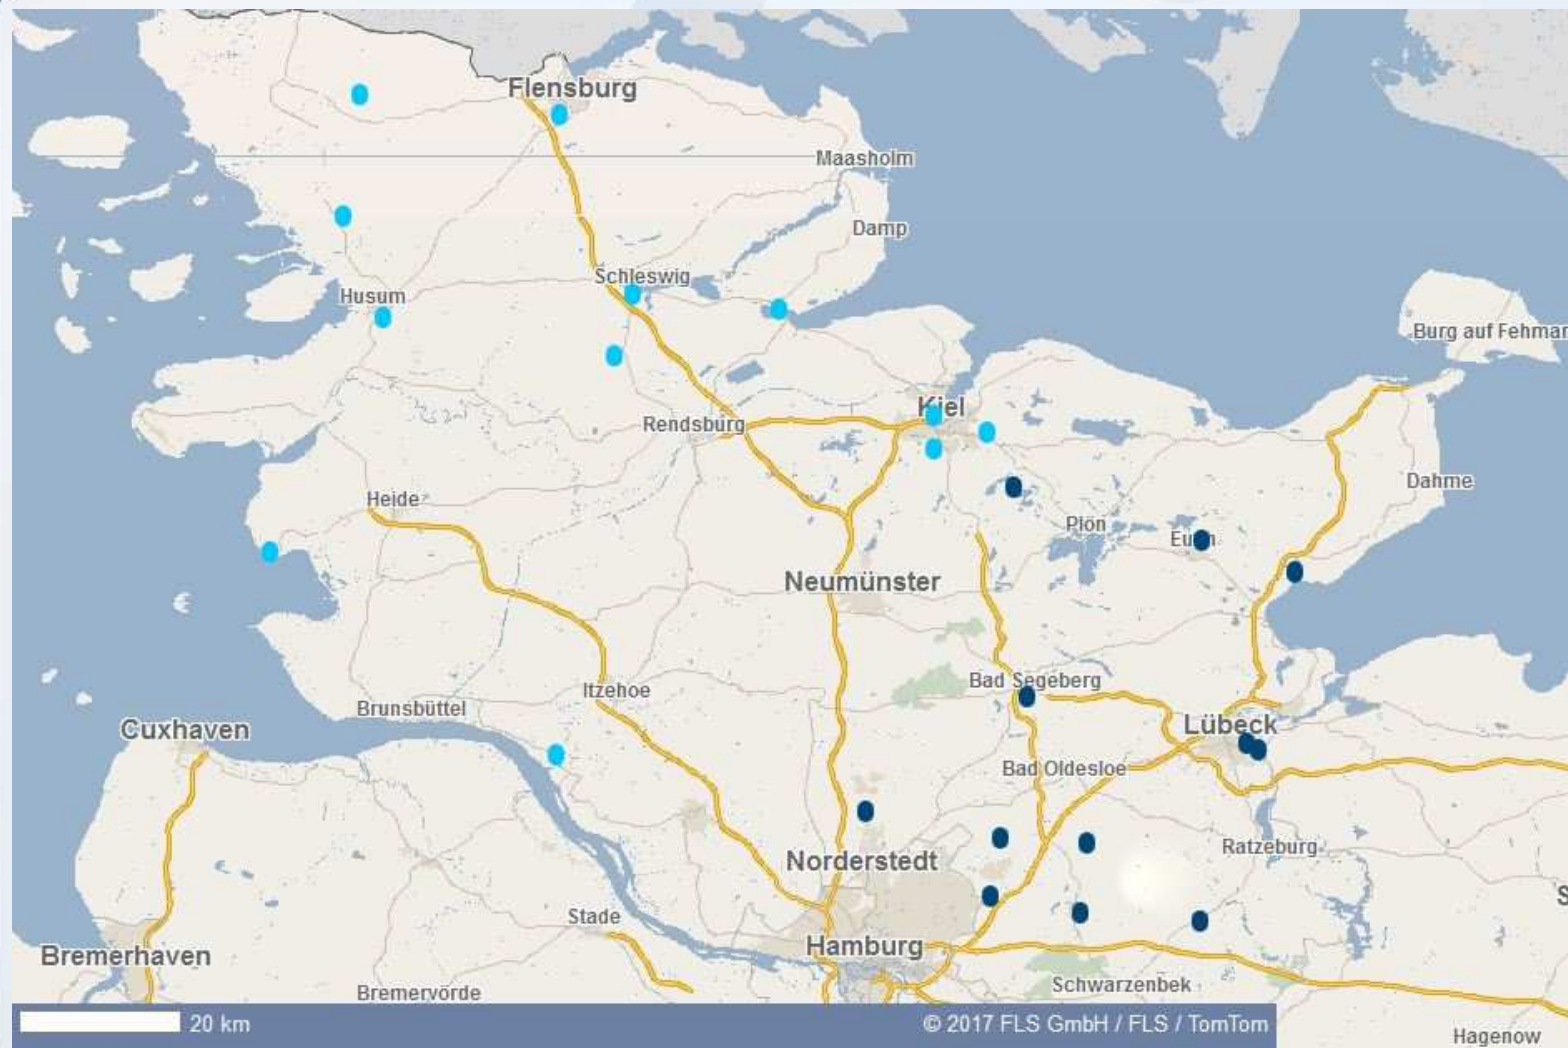 Flensburg
Maasholm
Damp
Schleswig
Husum
Burg auf Fehmar
Kiel
Rendsburg
Dahme
Heide
Plön
Neumünster
Bad Segeberg
Itzehoe
Brunsbüttel
Cuxhaven
Lübeck
Bad Oldesloe
Ratzeburg
Norderstedt
S
Stade
Hamburg
Bremerhaven
Schwarzenbek
Bremervörde
20 km
© 2017 FLS GmbH / FLS / TomTom
Hagenow